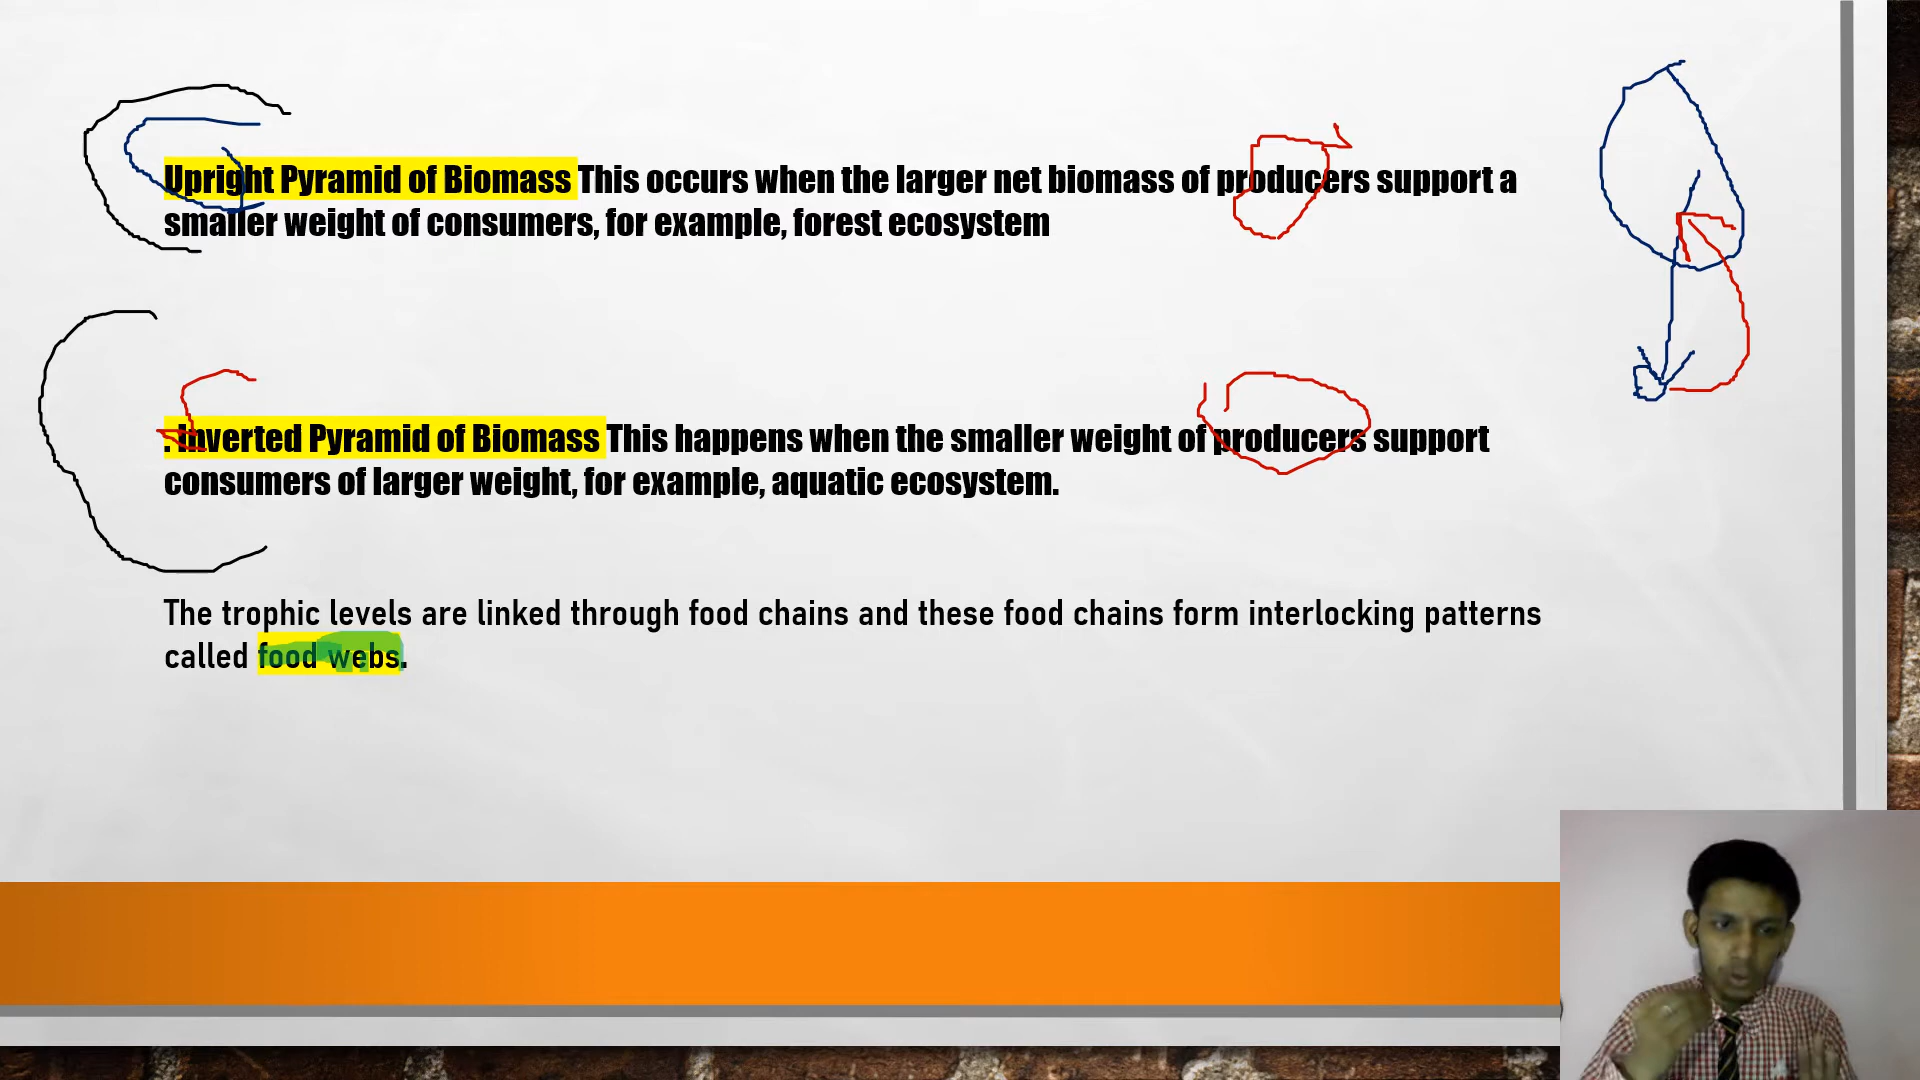 Upright Pyramid of Biomass This occurs when the larger net biomass of producers support a
smaller weight of consumers, for example, forest ecosystem
. Inverted Pyramid of Biomass This happens when the smaller weight of producers support
consumers of larger weight, for example, aquatic ecosystem.
The trophic levels are linked through food chains and these food chains form interlocking patterns
called food webs.